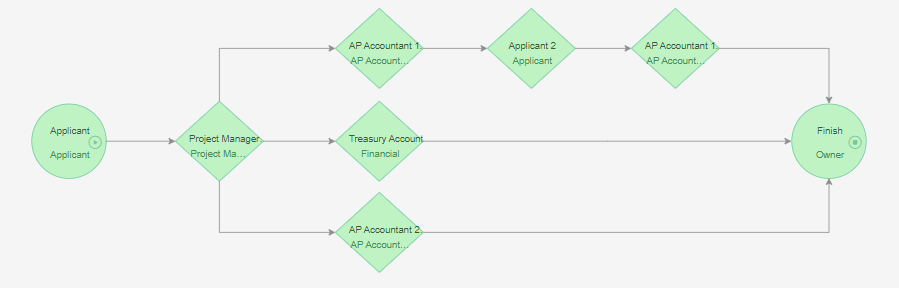 AP Accountant 1
AP Account...
Applicant 2
Applicant
AP Accountant 1
AP Account...
Applicant
Applicant
Project Manager
Project Ma...
Treasury Account
Financial
Finish
Owner
AP Accountant 2
AP Account...